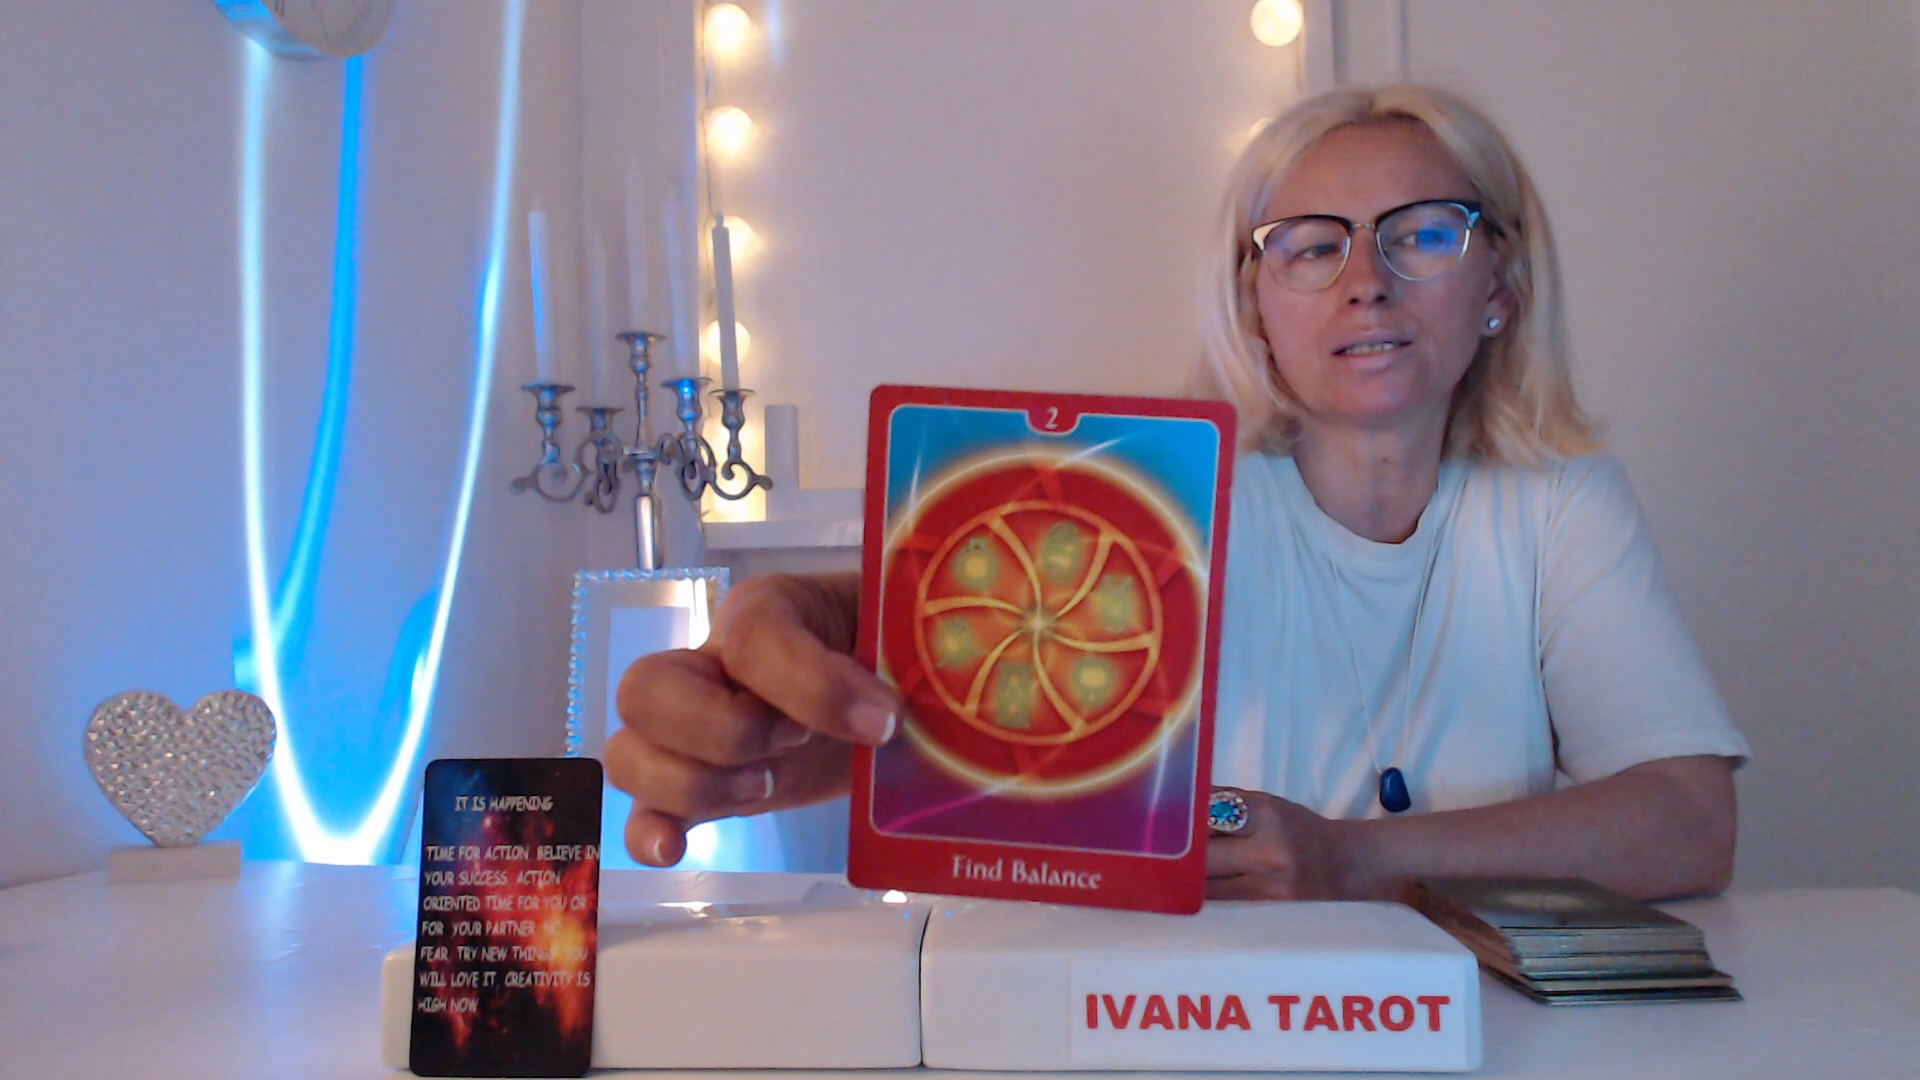 2
Find Balance
IT IS HAPPENING
TIME FOR ACTION BELIEVE IN
YOUR SUCCESS. ACTION
ORIENTED TIME FOR YOU OR
FOR YOUR PARTNER. NO
FEAR, TRY NEW THINGS YOU
WILL LOVE IT. CREATIVITY IS
HIGH NOW
IVANA TAROT